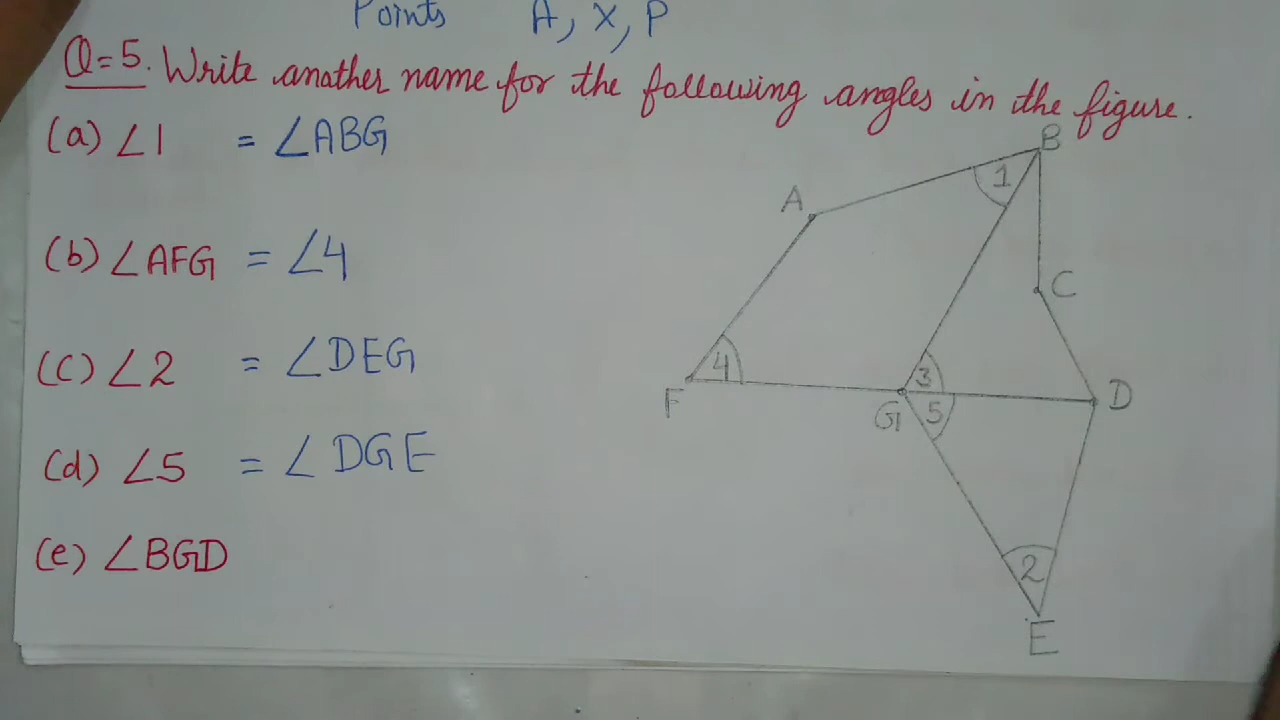 Points A, X, P
Q=5. Write anather name for the following angles in the figure.
(a) ∠1 = ∠ABG
(b) ∠AFG = ∠4
(C) ∠2 = ∠DEG
(d) ∠5 = ∠DGE
(e) ∠BGD
B
1
A
C
4
3
F
G
5
D
2
E